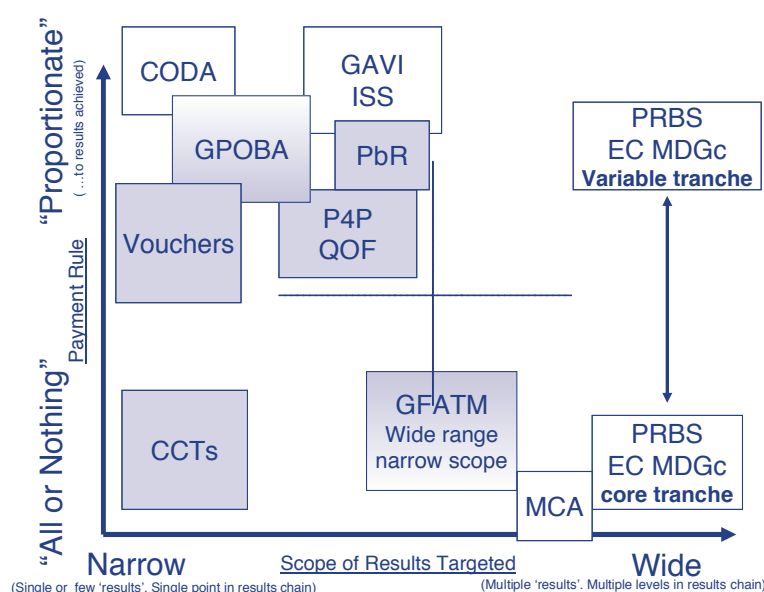 “Proportionate”
( …to results achieved)
Payment Rule
“All or Nothing”
CODA
GAVI
ISS
GPOBA
PbR
PRBS
EC MDGc
Variable tranche
Vouchers
P4P
QOF
CCTs
GFATM
Wide range
narrow scope
MCA
PRBS
EC MDGc
core tranche
Narrow
Scope of Results Targeted
Wide
(Single or few ‘results’. Single point in results chain)
(Multiple ‘results’. Multiple levels in results chain)